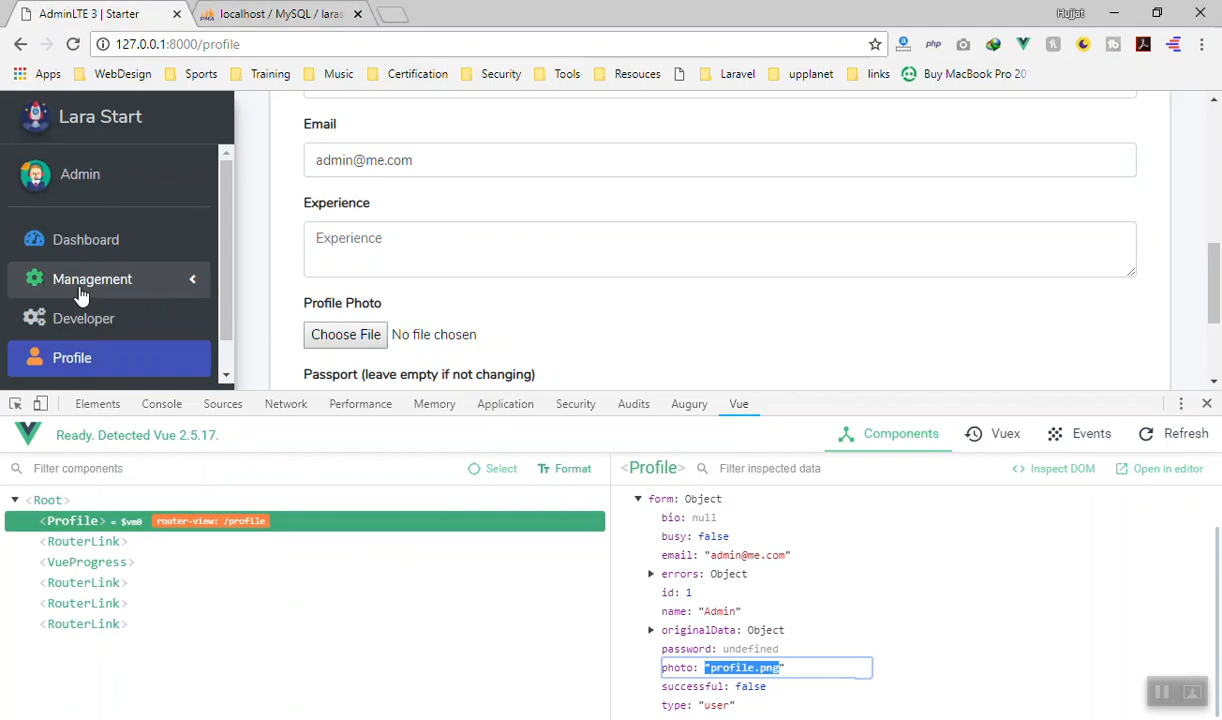 AdminLTE 3 | Starter
localhost / MySQL / laras
Hujjat
127.0.0.1:8000/profile
php
Apps WebDesign Sports Training Music Certification Security Tools Resouces Laravel upplanet links Buy MacBook Pro 20
Lara Start
Admin
Dashboard
Management
Developer
Profile
Email
admin@me.com
Experience
Experience
Profile Photo
Choose File No file chosen
Passport (leave empty if not changing)
Elements Console Sources Network Performance Memory Application Security Audits Augury Vue
Ready. Detected Vue 2.5.17.
Components Vuex Events Refresh
Filter components
Select Format
<Root>
<Profile> = $vm0 router-view: /profile
<RouterLink>
<VueProgress>
<RouterLink>
<RouterLink>
<RouterLink>
<Profile> Filter inspected data <> Inspect DOM Open in editor
form: Object
bio: null
busy: false
email: "admin@me.com"
errors: Object
id: 1
name: "Admin"
originalData: Object
password: undefined
photo: "profile.png"
successful: false
type: "user"